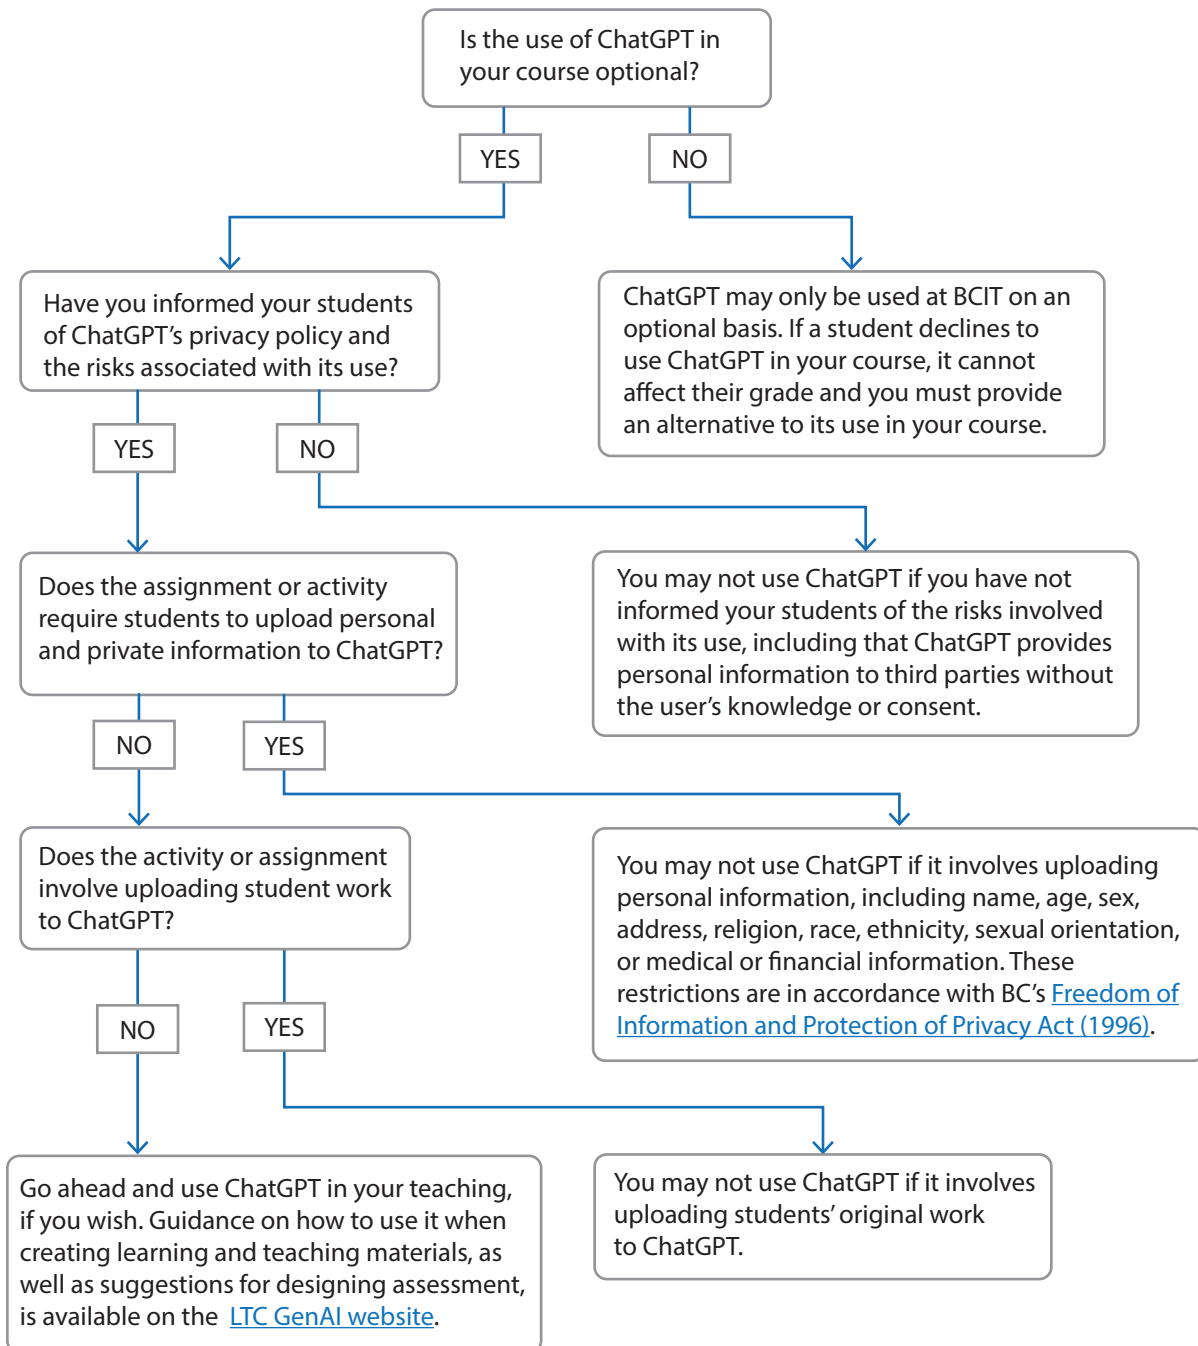 Is the use of ChatGPT in
your course optional?
YES
NO
Have you informed your students
of ChatGPT’s privacy policy and
the risks associated with its use?
ChatGPT may only be used at BCIT on an
optional basis. If a student declines to
use ChatGPT in your course, it cannot
affect their grade and you must provide
an alternative to its use in your course.
YES
NO
Does the assignment or activity
require students to upload personal
and private information to ChatGPT?
You may not use ChatGPT if you have not
informed your students of the risks involved
with its use, including that ChatGPT provides
personal information to third parties without
the user’s knowledge or consent.
NO
YES
Does the activity or assignment
involve uploading student work
to ChatGPT?
You may not use ChatGPT if it involves uploading
personal information, including name, age, sex,
address, religion, race, ethnicity, sexual orientation,
or medical or financial information. These
restrictions are in accordance with BC’s Freedom of
Information and Protection of Privacy Act (1996).
NO
YES
Go ahead and use ChatGPT in your teaching,
if you wish. Guidance on how to use it when
creating learning and teaching materials, as
well as suggestions for designing assessment,
is available on the LTC GenAI website.
You may not use ChatGPT if it involves
uploading students’ original work
to ChatGPT.